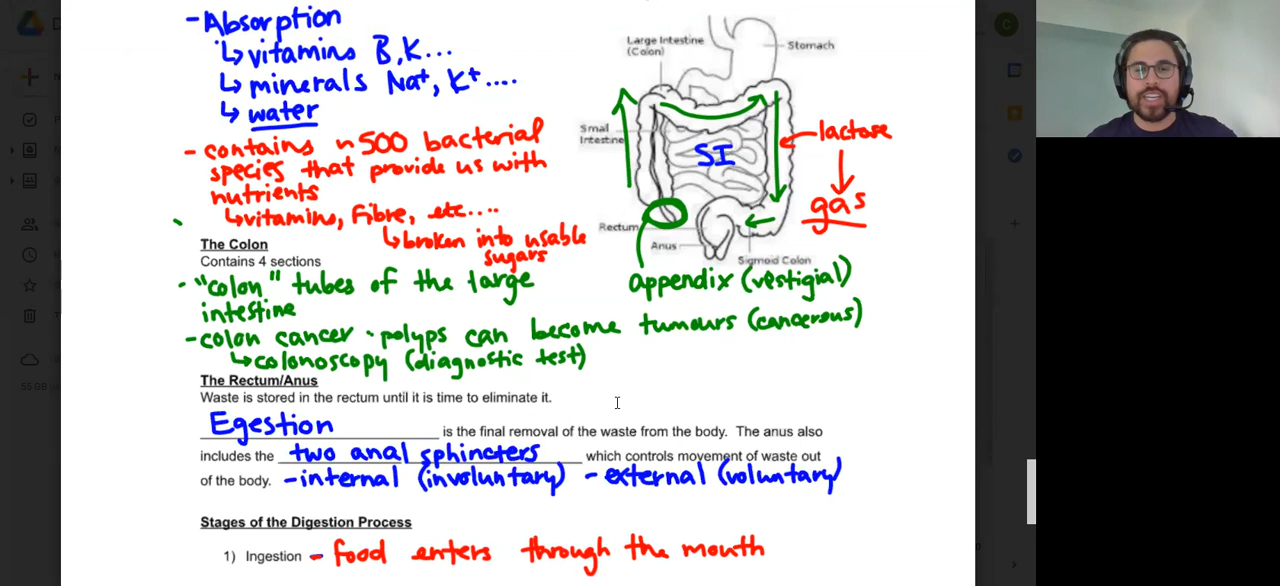 -Absorption
↳vitamins B,K...
↳minerals Na+, K+....
↳water
- contains ~500 bacterial
species that provide us with
nutrients
↳vitamins, Fibre, etc....
↳broken into usable
sugars
Large Intestine
(Colon)
Stomach
Small
Intestine
SI
lactose
gas
Rectum
Anus
Sigmoid Colon
appendix (vestigial)
The Colon
Contains 4 sections
· "colon" tubes of the large
intestine
-colon cancer · polyps can become tumours (cancerous)
↳colonoscopy (diagnostic test)
The Rectum/Anus
Waste is stored in the rectum until it is time to eliminate it.
Egestion is the final removal of the waste from the body. The anus also
includes the two anal sphincters which controls movement of waste out
of the body. -internal (involuntary) - external (voluntary)
Stages of the Digestion Process
1) Ingestion - food enters through the mouth